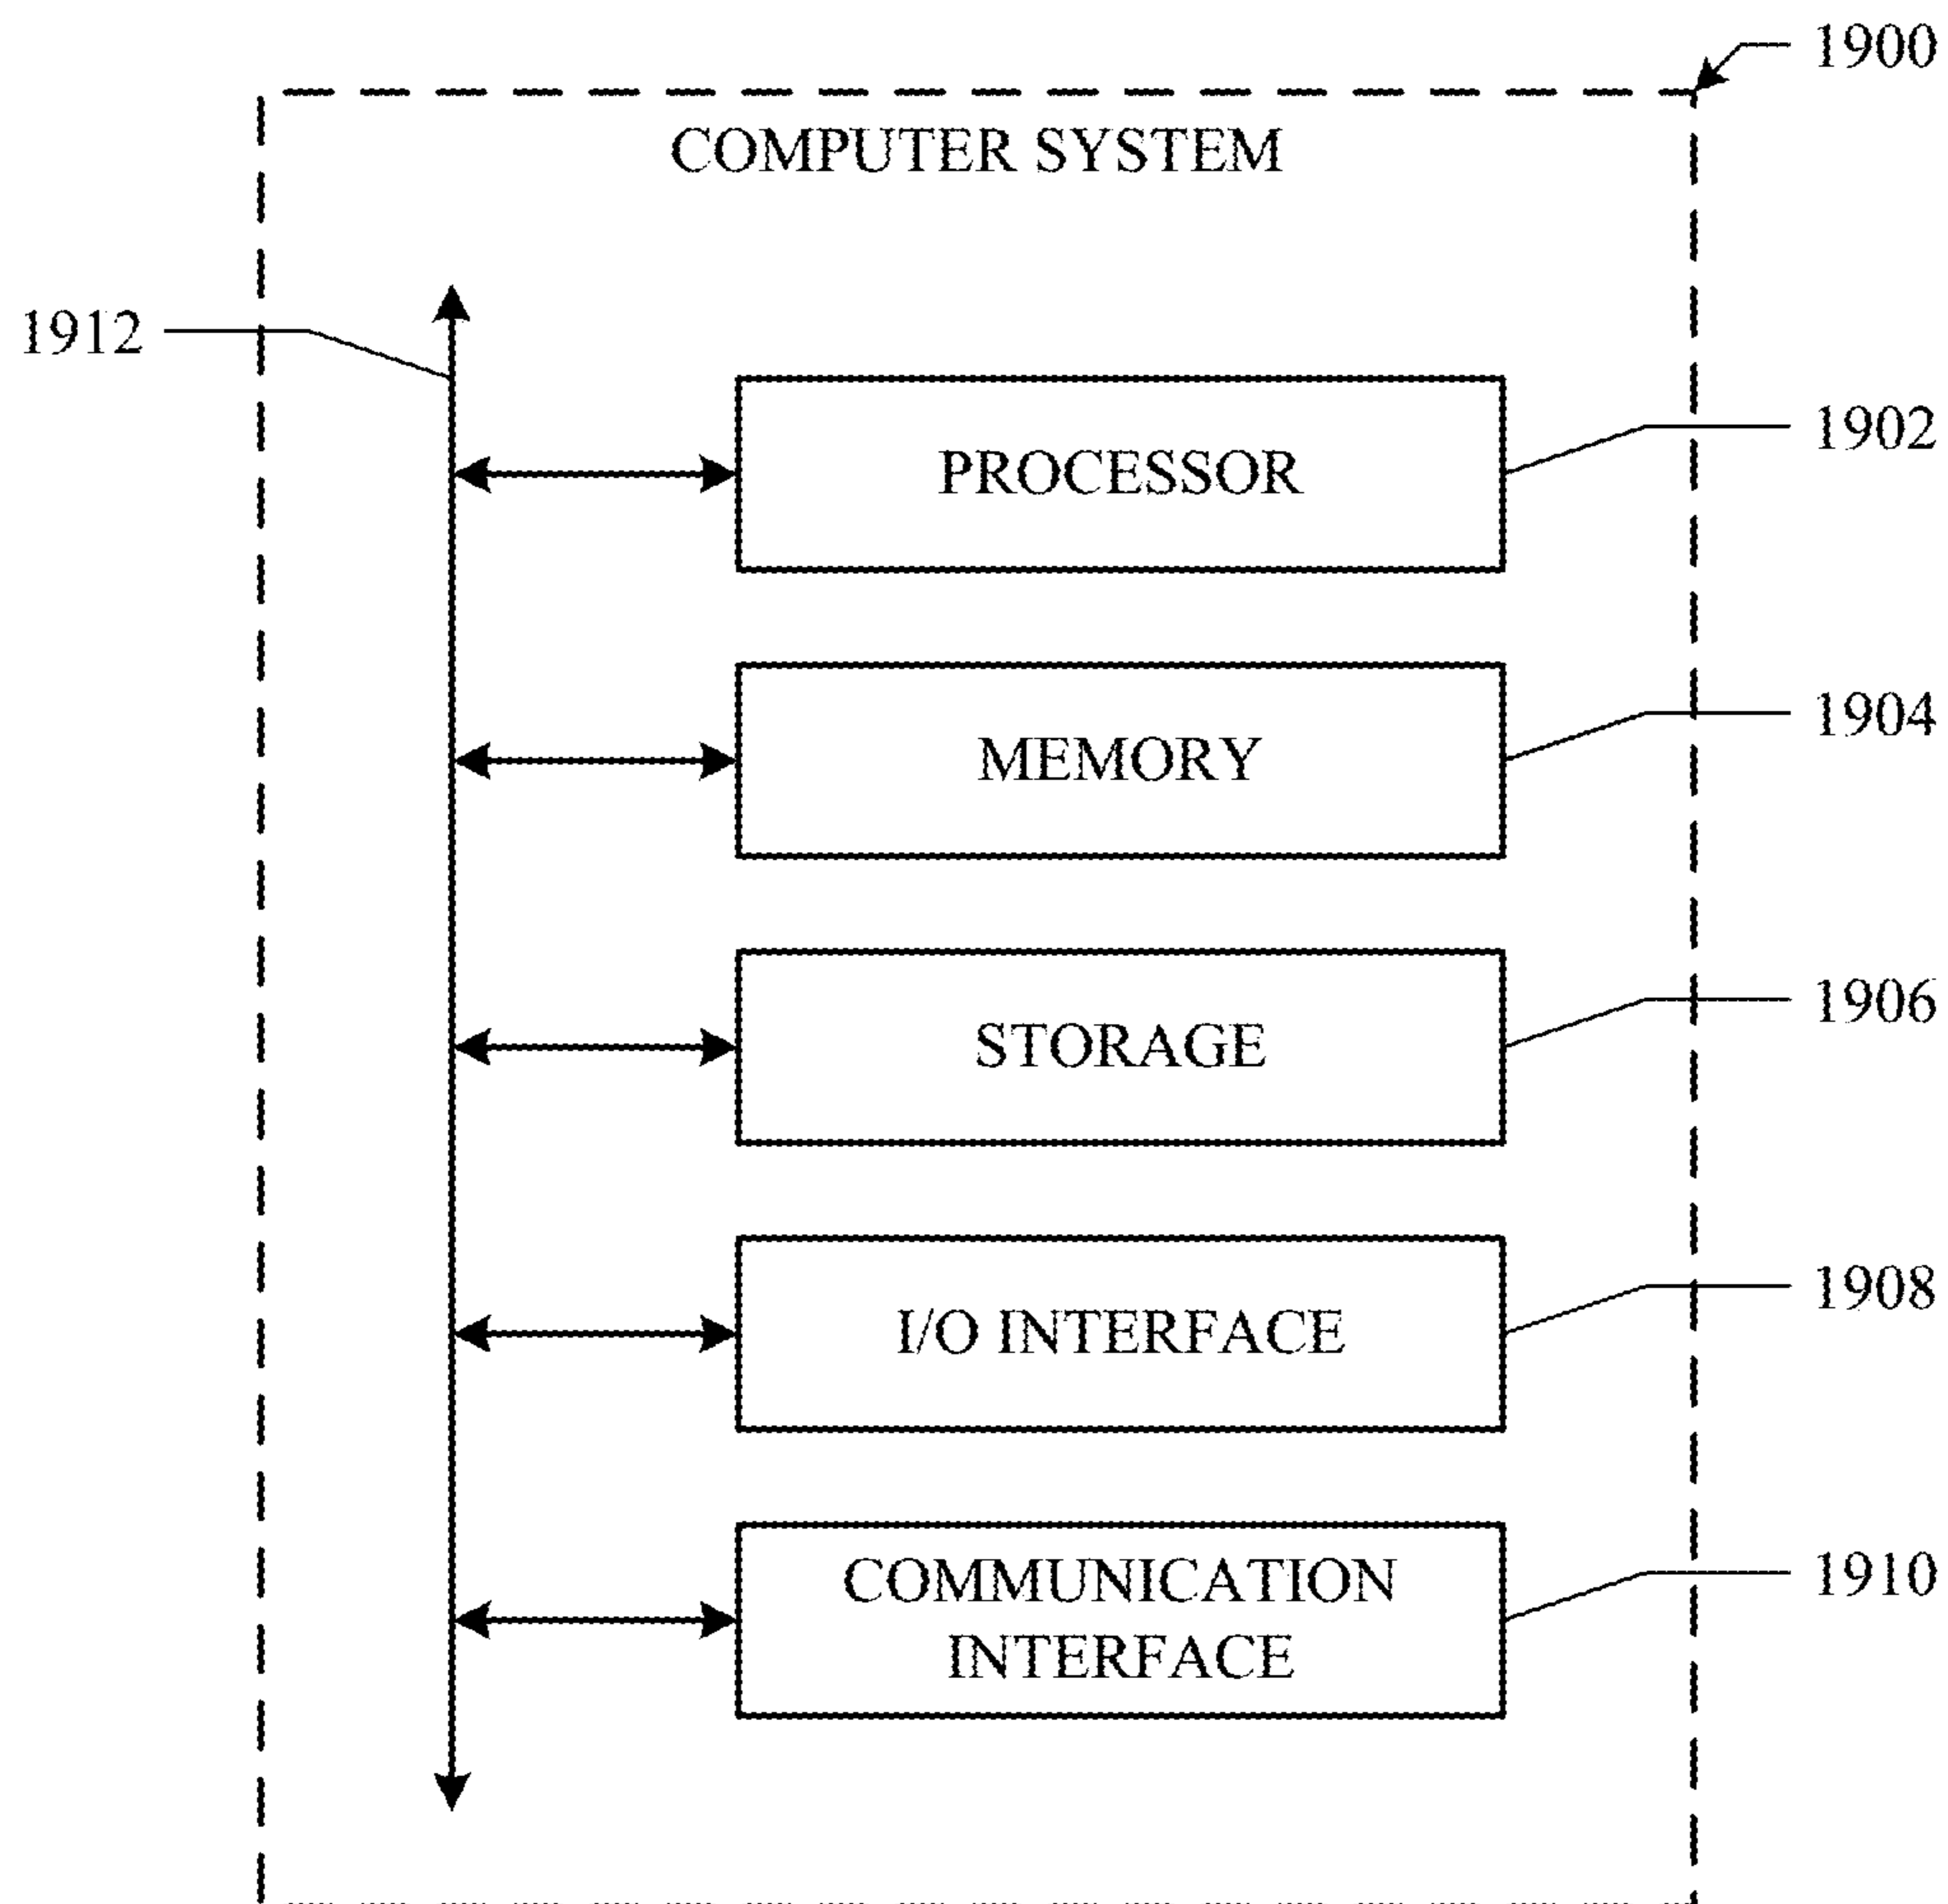 1900
COMPUTER SYSTEM
1912
PROCESSOR
1902
MEMORY
1904
STORAGE
1906
I/O INTERFACE
1908
COMMUNICATION
INTERFACE
1910